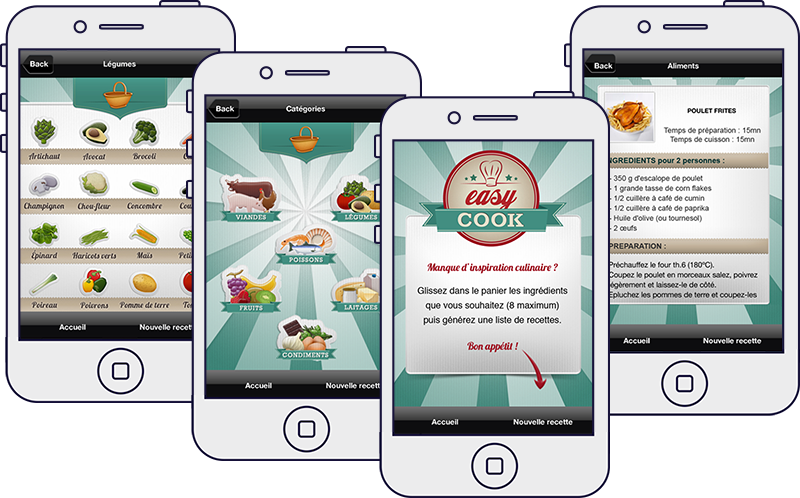 Back
Légumes
Artichaut Avocat Brocoli
Champignon Chou-fleur Concombre
Épinard Haricots verts Maïs
Poireau Poivrons Pomme de terre
Accueil Nouvelle recett
Back
Catégories
VIANDES
LÉGUMES
POISSONS
FRUITS
LAITAGES
CONDIMENTS
Accueil Nouvelle recette
easy
COOK
Manque d'inspiration culinaire ?
Glissez dans le panier les ingrédients
que vous souhaitez (8 maximum)
puis générez une liste de recettes.
Bon appétit !
Accueil Nouvelle recette
Back
Aliments
POULET FRITES
Temps de préparation : 15mn
Temps de cuisson : 15mn
INGREDIENTS pour 2 personnes :
- 350 g d'escalope de poulet
- 1 grande tasse de corn flakes
- 1/2 cuillère à café de cumin
- 1/2 cuillère à café de paprika
- Huile d'olive (ou tournesol)
- 2 œufs
PREPARATION :
Préchauffez le four th.6 (180°C).
Coupez le poulet en morceaux salez, poivrez
légèrement et laissez-le de côté.
Epluchez les pommes de terre et coupez-les
Nouvelle recette